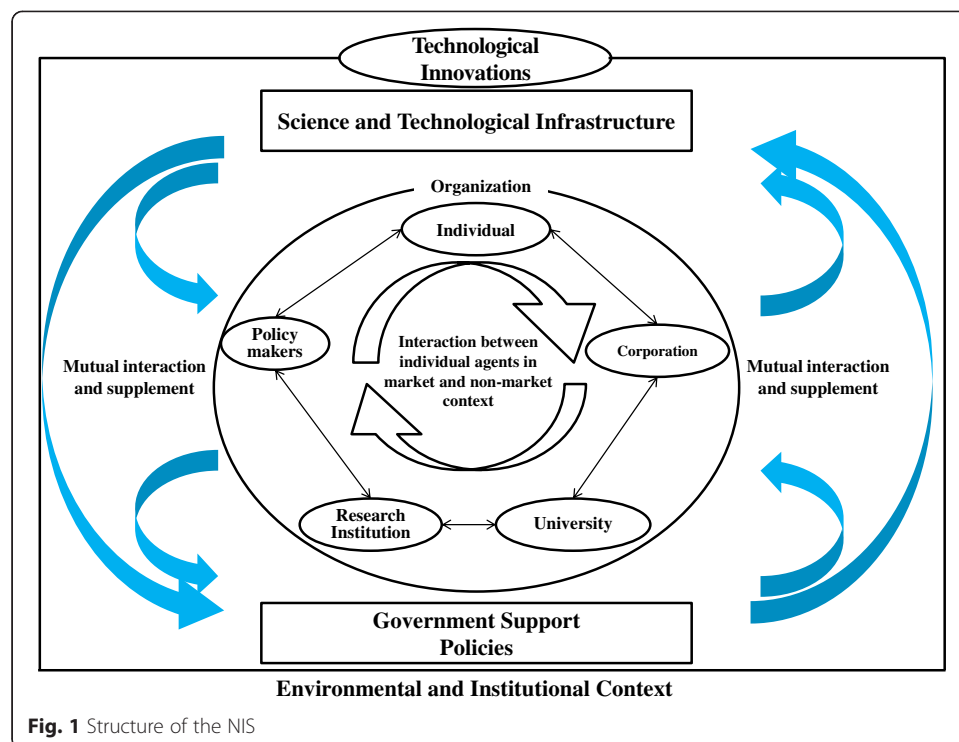 Technological
Innovations
Science and Technological Infrastructure
Organization
Individual
Policy
makers
Interaction between
individual agents in
market and non-market
context
Corporation
Mutual interaction
and supplement
Mutual interaction
and supplement
Research
Institution
University
Government Support
Policies
Environmental and Institutional Context
Fig. 1 Structure of the NIS